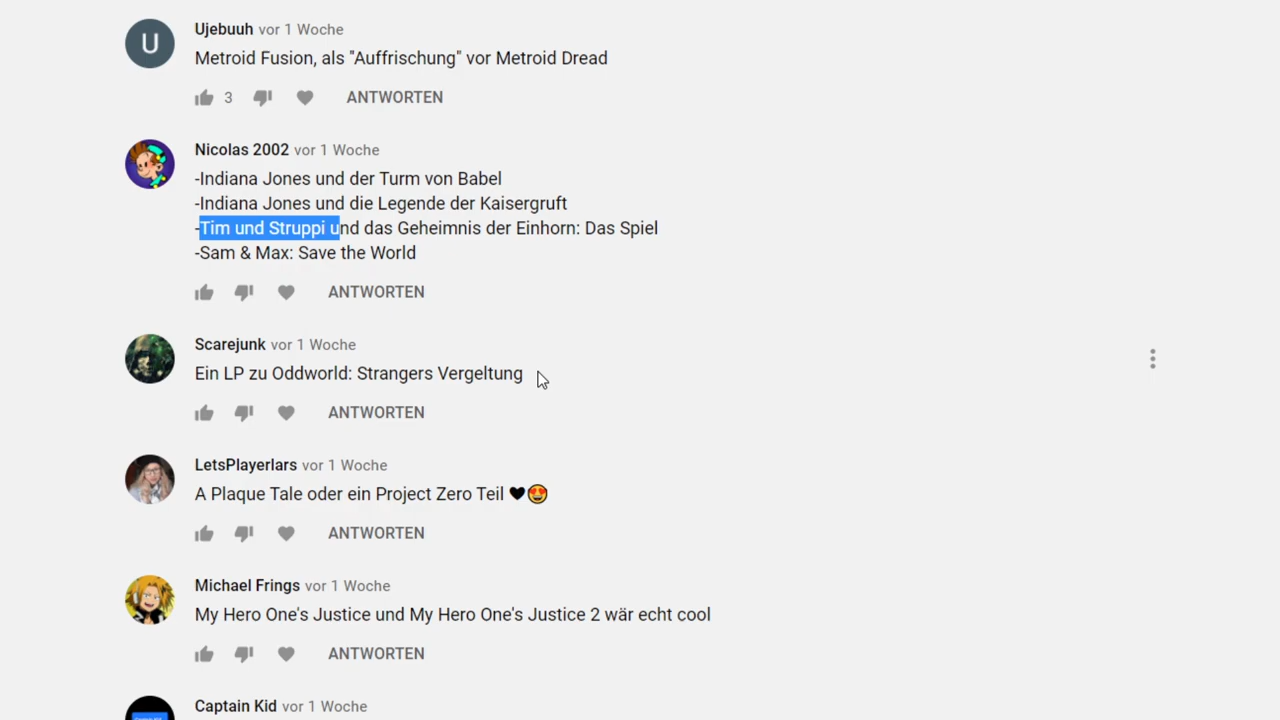 U
Ujebuuh vor 1 Woche
Metroid Fusion, als "Auffrischung" vor Metroid Dread
3 ANTWORTEN
Nicolas 2002 vor 1 Woche
-Indiana Jones und der Turm von Babel
-Indiana Jones und die Legende der Kaisergruft
-Tim und Struppi und das Geheimnis der Einhorn: Das Spiel
-Sam & Max: Save the World
ANTWORTEN
Scarejunk vor 1 Woche
Ein LP zu Oddworld: Strangers Vergeltung
ANTWORTEN
LetsPlayerlars vor 1 Woche
A Plaque Tale oder ein Project Zero Teil 🖤😍
ANTWORTEN
Michael Frings vor 1 Woche
My Hero One's Justice und My Hero One's Justice 2 wär echt cool
ANTWORTEN
Captain Kid vor 1 Woche